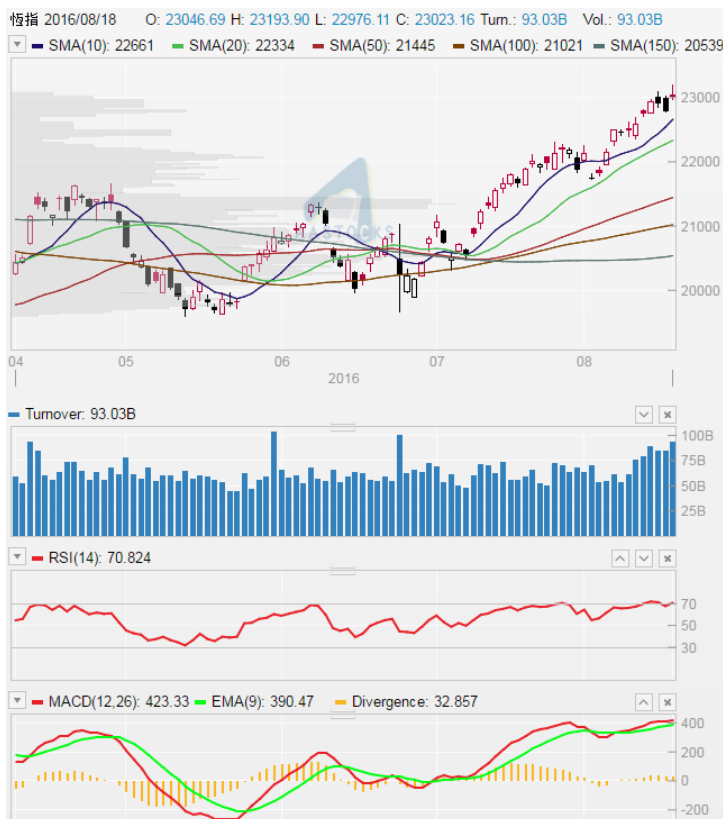 恆指 2016/08/18 O: 23046.69 H: 23193.90 L: 22976.11 C: 23023.16 Turn.: 93.03B Vol.: 93.03B
SMA(10): 22661 SMA(20): 22334 SMA(50): 21445 SMA(100): 21021 SMA(150): 20539
23000
22000
AASTOCKS
21000
20000
04 05 06 07 08
2016
Turnover: 93.03B
100B
75B
50B
25B
RSI(14): 70.824
70
50
30
MACD(12,26): 423.33 EMA(9): 390.47 Divergence: 32.857
400
200
0
-200